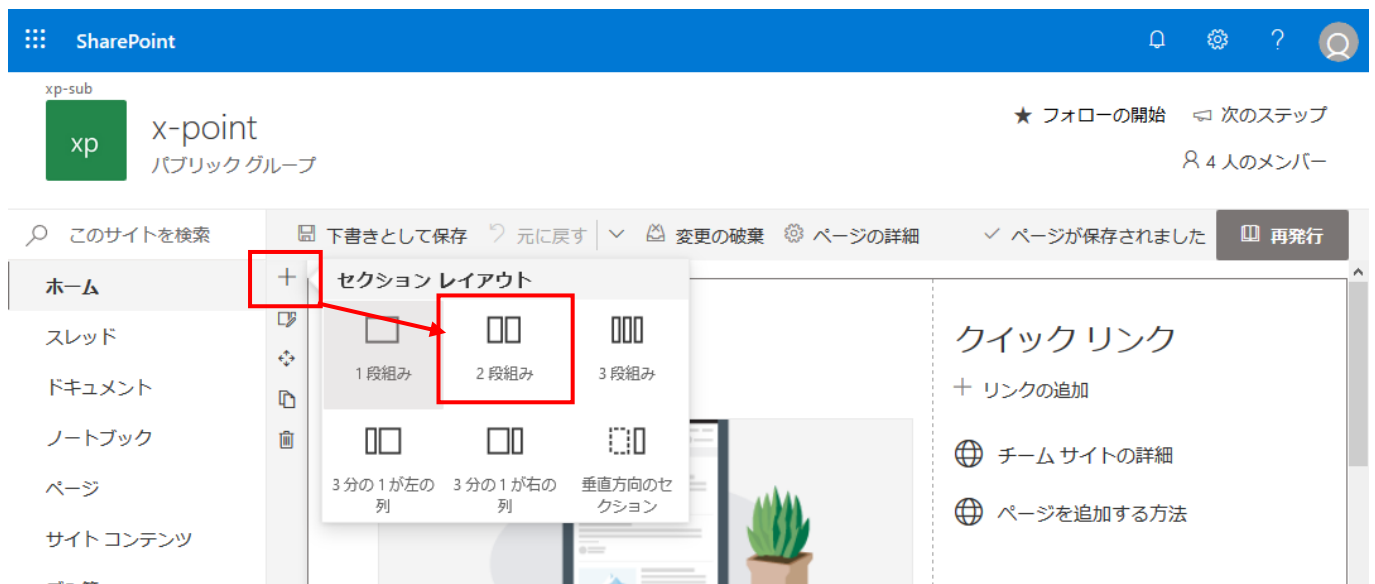 SharePoint
xp-sub
xp
x-point
パブリック グループ
★ フォローの開始 次のステップ
4 人のメンバー
このサイトを検索
下書きとして保存 元に戻す 変更の破棄 ページの詳細 ページが保存されました 再発行
ホーム
スレッド
ドキュメント
ノートブック
ページ
サイト コンテンツ
セクション レイアウト
1 段組み 2 段組み 3 段組み
3 分の 1 が左の列 3 分の 1 が右の列 垂直方向のセクション
クイック リンク
リンクの追加
チーム サイトの詳細
ページを追加する方法